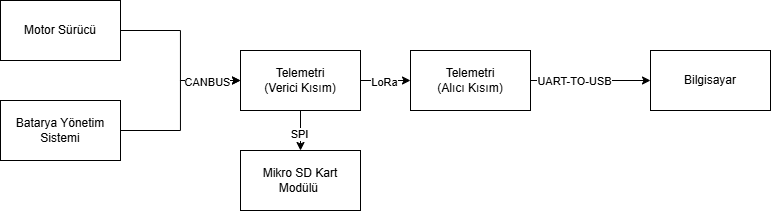 Motor Sürücü
Batarya Yönetim
Sistemi
CANBUS
Telemetri
(Verici Kısım)
SPI
Mikro SD Kart
Modülü
LoRa
Telemetri
(Alıcı Kısım)
UART-TO-USB
Bilgisayar